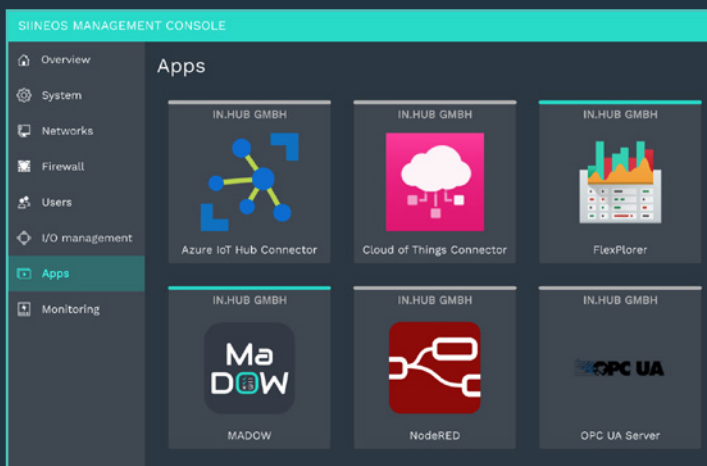 SIINEOS MANAGEMENT CONSOLE
Overview
System
Networks
Firewall
Users
I/O management
Apps
Monitoring
Apps
IN.HUB GMBH
Azure IoT Hub Connector
IN.HUB GMBH
Cloud of Things Connector
IN.HUB GMBH
FlexPlorer
IN.HUB GMBH
Ma
DOW
MADOW
IN.HUB GMBH
NodeRED
IN.HUB GMBH
OPC UA
OPC UA Server